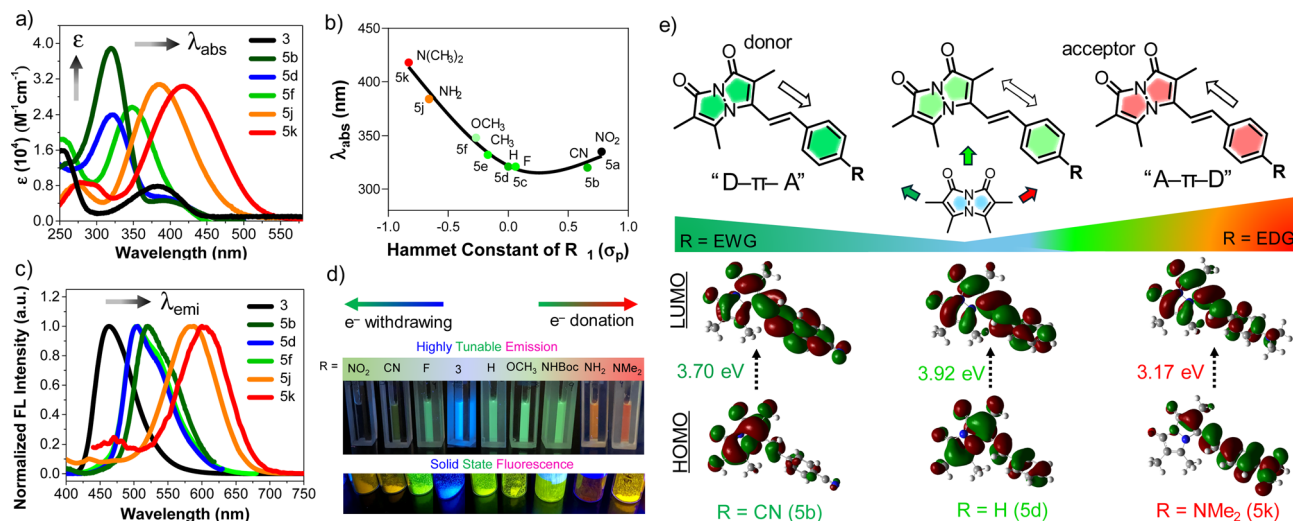 a)
ε
λabs
3
5b
5d
5f
5j
5k
ε (10⁴) (M⁻¹cm⁻¹)
4.0
3.2
2.4
1.6
0.8
0.0
250 300 350 400 450 500 550
Wavelength (nm)
b)
λabs (nm)
450
400
350
300
N(CH₃)₂
5k
NH₂
5j
OCH₃
5f
CH₃
5e
H
5d
F
5c
CN
5b
NO₂
5a
-1.0 -0.5 0.0 0.5 1.0
Hammet Constant of R ₁ (σp)
c)
λemi
3
5b
5d
5f
5j
5k
Normalized FL Intensity (a.u.)
1.2
1.0
0.8
0.6
0.4
0.2
0.0
400 450 500 550 600 650 700 750
Wavelength (nm)
d)
e⁻ withdrawing
e⁻ donation
Highly Tunable Emission
R = NO₂ CN F 3 H OCH₃ NHBoc NH₂ NMe₂
Solid State Fluorescence
e)
donor
acceptor
O O N N R
O O N N R
O O N N R
"D–π– A"
"A–π–D"
O O N N
R = EWG
R = EDG
LUMO
3.70 eV
3.92 eV
3.17 eV
HOMO
R = CN (5b)
R = H (5d)
R = NMe₂ (5k)